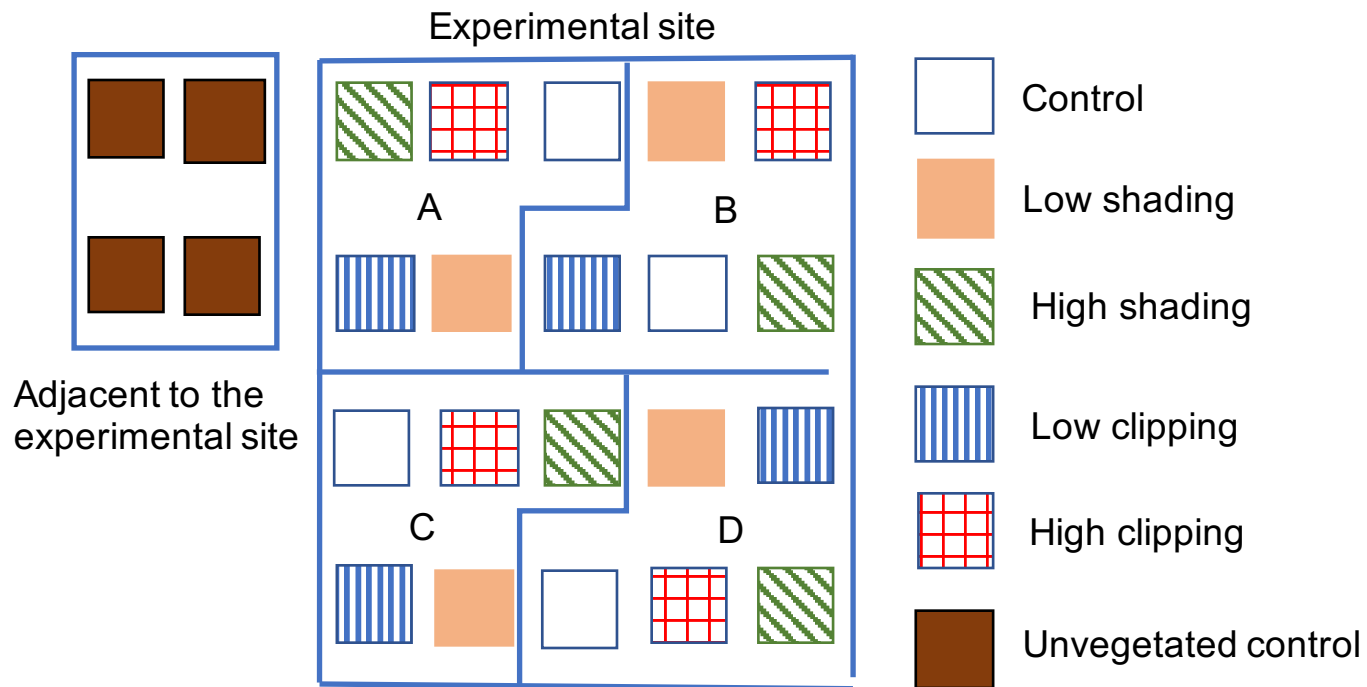 Experimental site
A
B
C
D
Adjacent to the
experimental site
Control
Low shading
High shading
Low clipping
High clipping
Unvegetated control